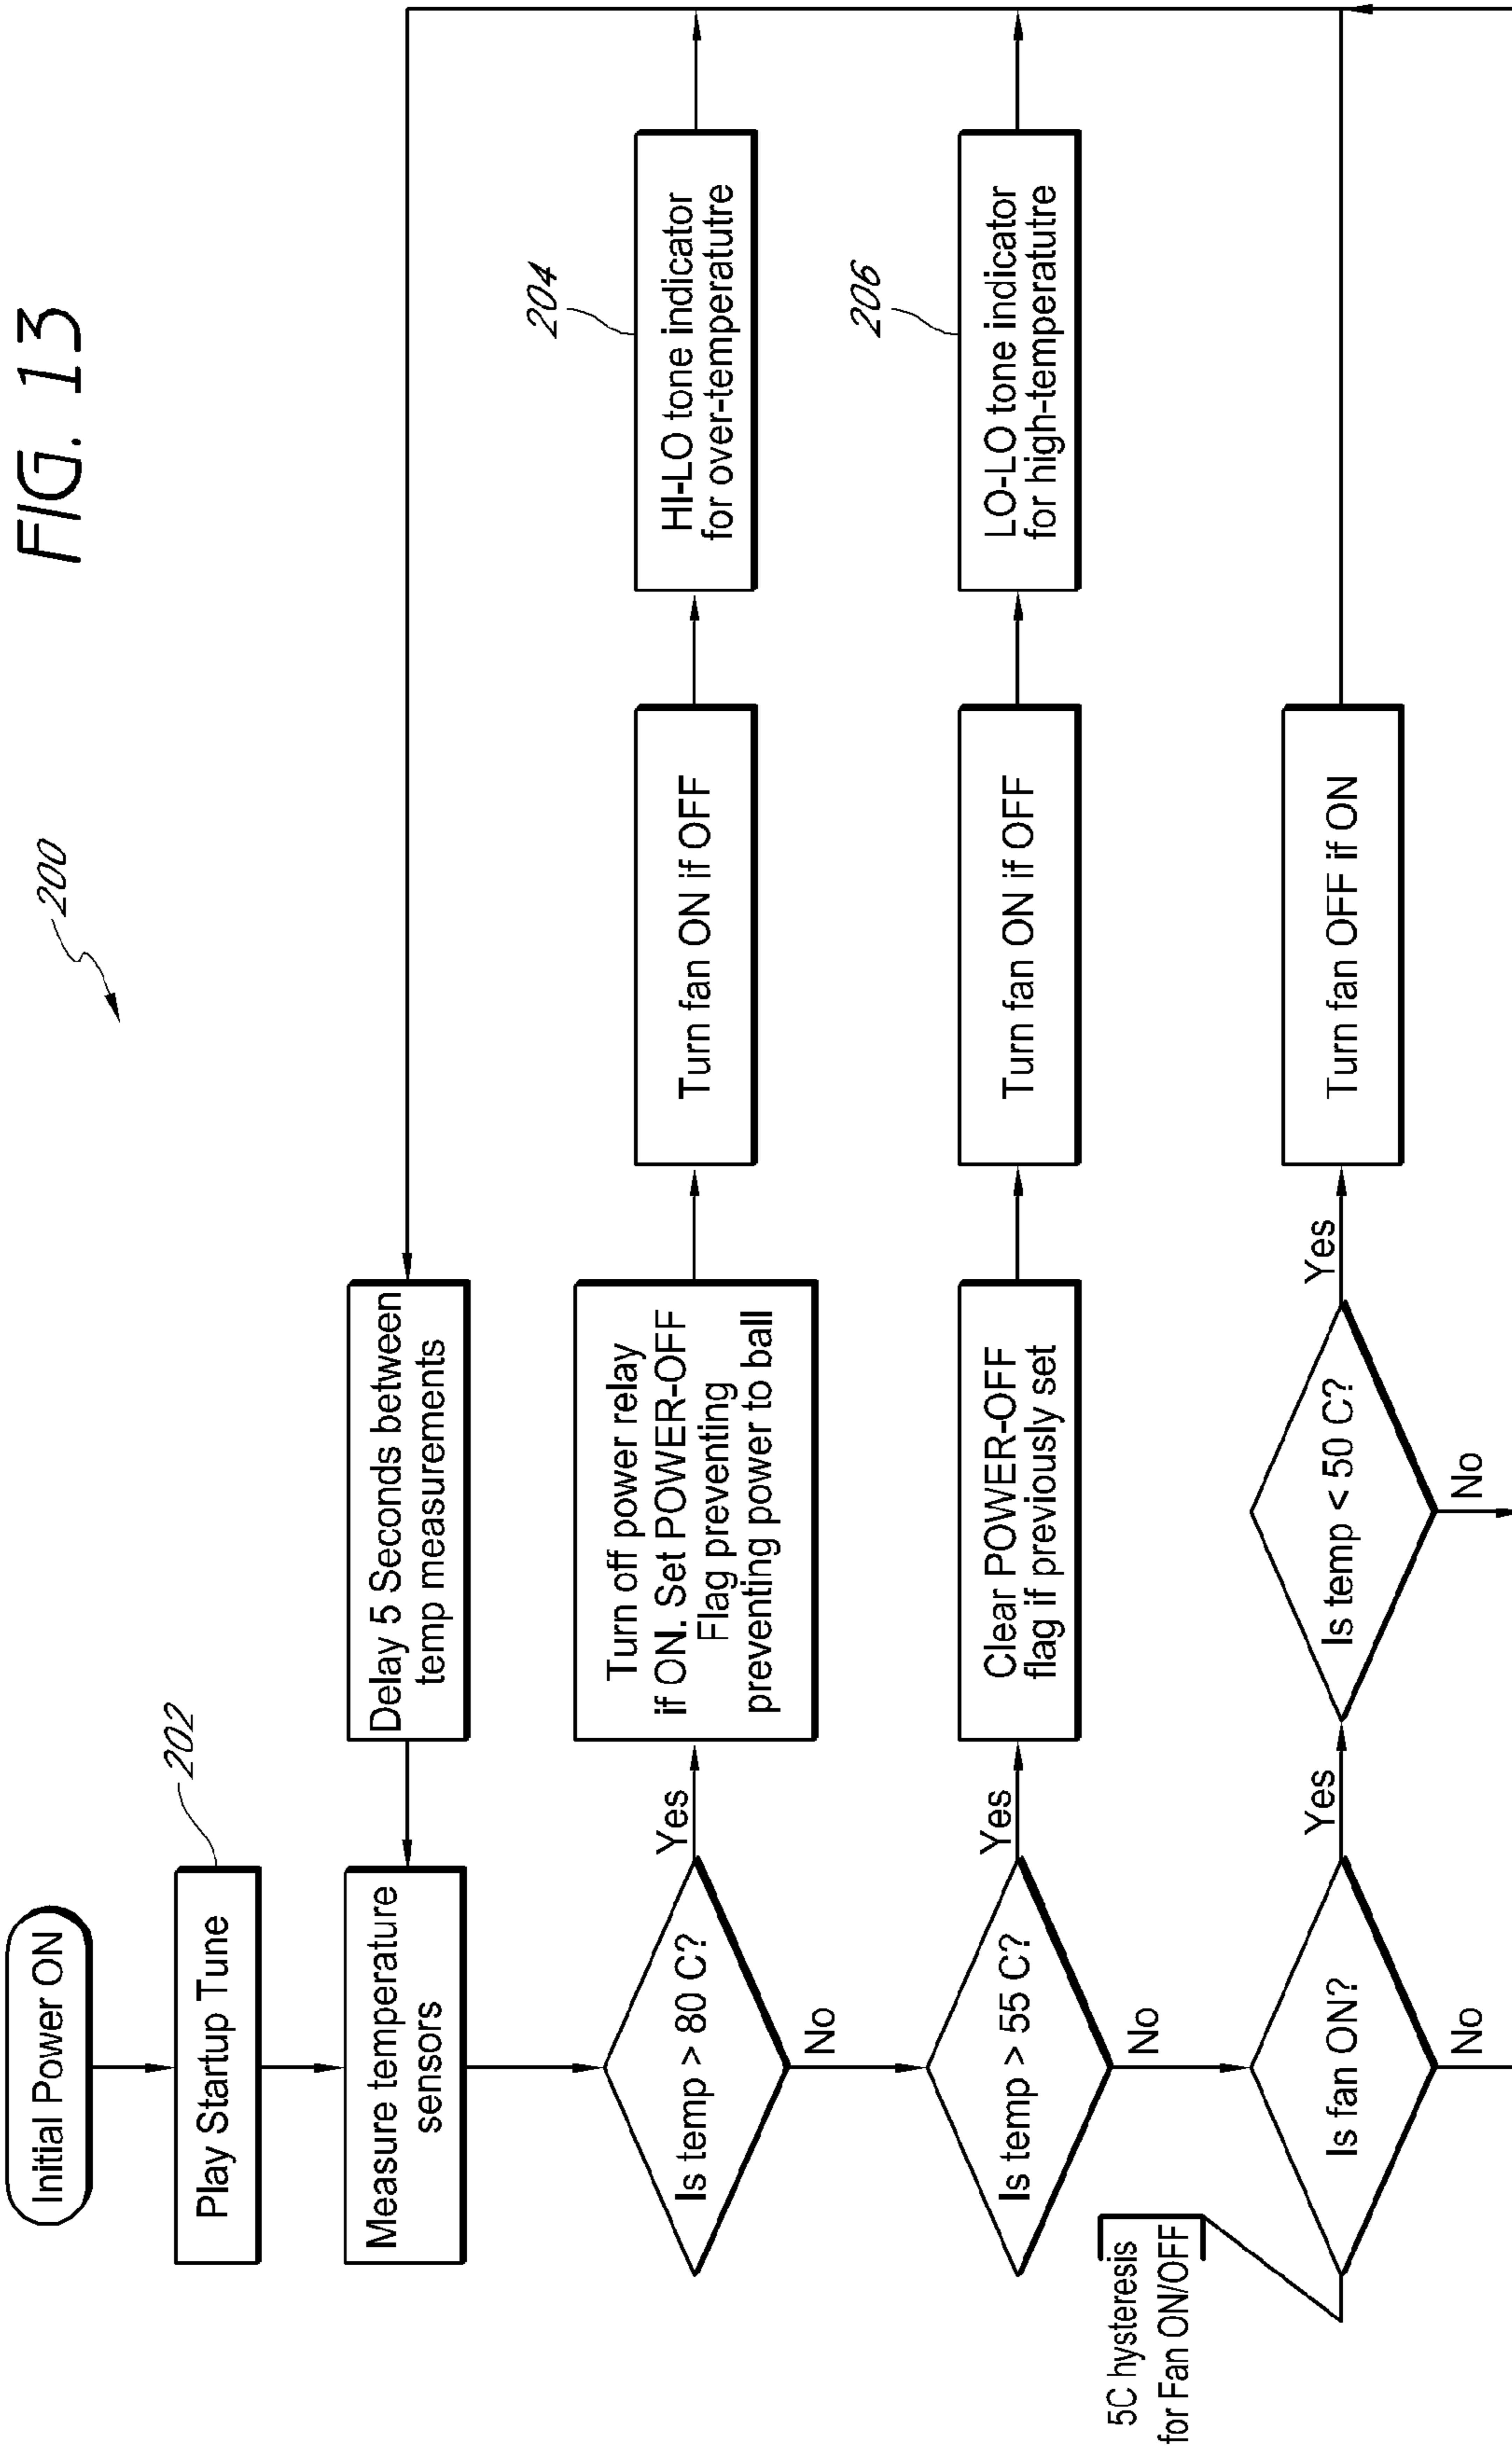 FIG. 13
200
Initial Power ON
Play Startup Tune
202
Measure temperature
sensors
Delay 5 Seconds between
temp measurements
Is temp > 80 C?
Yes
No
Turn off power relay
if ON. Set POWER-OFF
Flag preventing
preventing power to ball
Turn fan ON if OFF
HI-LO tone indicator
for over-temperatutre
204
Is temp > 55 C?
Yes
No
Clear POWER-OFF
flag if previously set
Turn fan ON if OFF
LO-LO tone indicator
for high-temperatutre
206
5C hysteresis
for Fan ON/OFF
Is fan ON?
Yes
No
Is temp < 50 C?
Yes
No
Turn fan OFF if ON